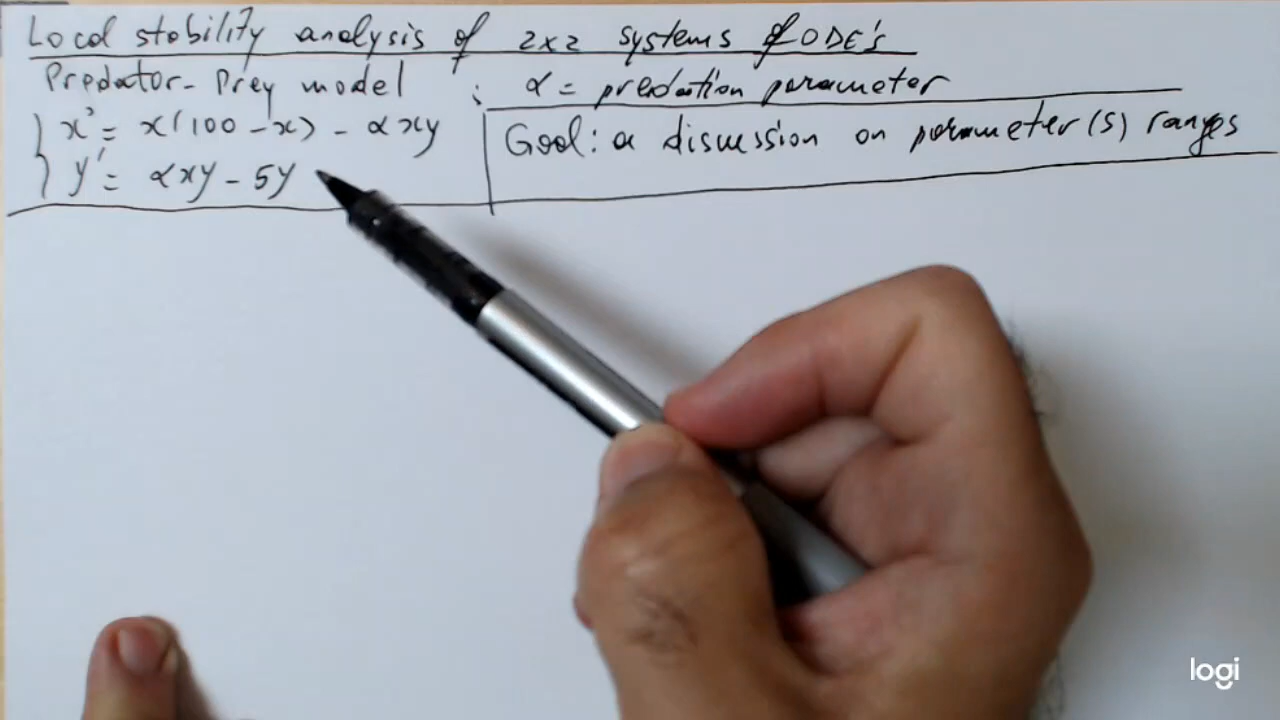 Local stability analysis of 2x2 systems of ODE's
Predator-Prey model ; α = predation parameter
x' = x(100 - x) - αxy
y' = αxy - 5y
Goal: a discussion on parameter(s) ranges
logi